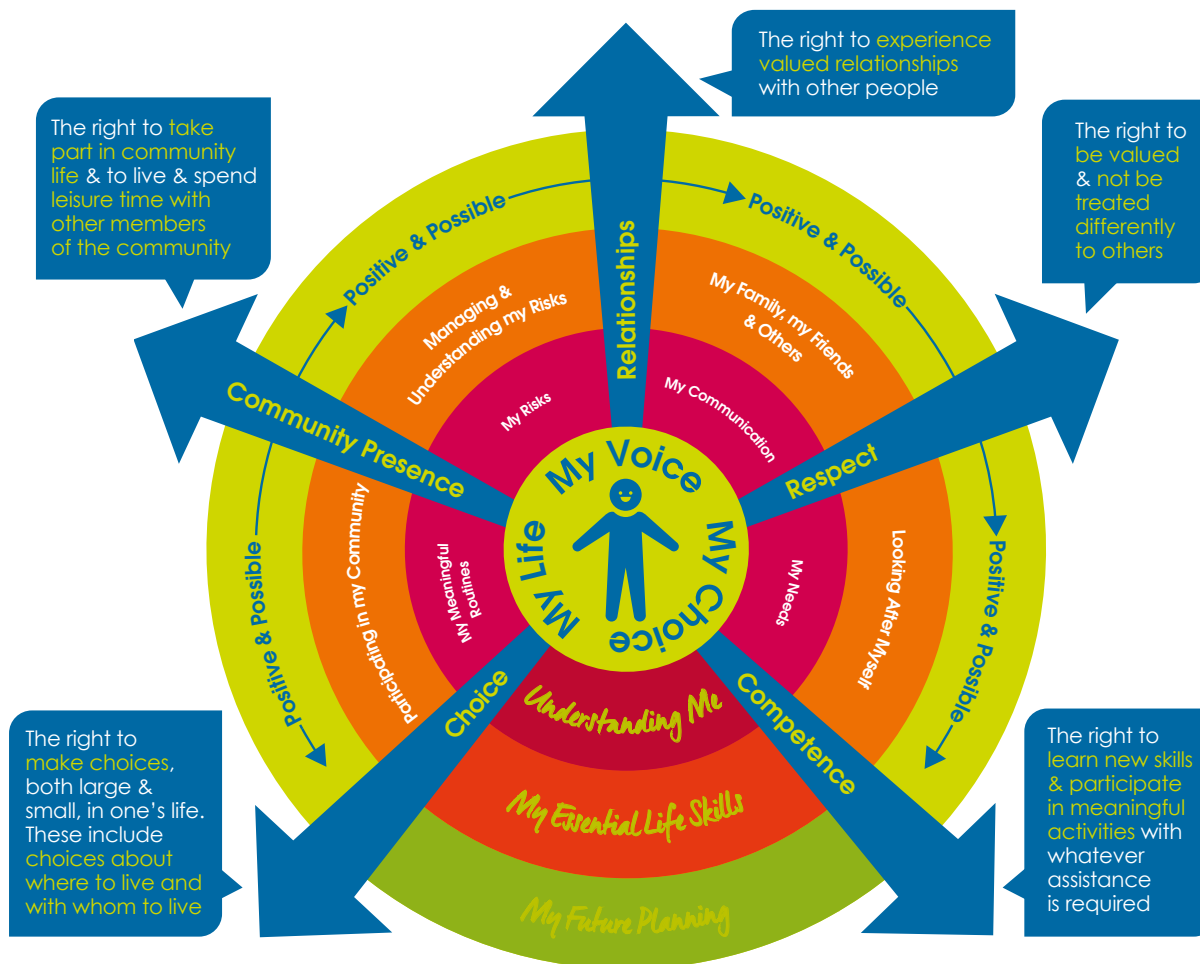 The right to experience
valued relationships
with other people
The right to take
part in community
life & to live & spend
leisure time with
other members
of the community
The right to
be valued
& not be
treated
differently
to others
Positive & Possible
Positive & Possible
Relationships
Managing &
Understanding my Risks
My Family, my Friends
& Others
My Risks
My Communication
Community Presence
Respect
My Voice
My Choice
My Life
Positive & Possible
Participating in my Community
My Meaningful
Routines
My Needs
Looking After Myself
Positive & Possible
Choice
Competence
Understanding Me
My Essential Life Skills
My Future Planning
The right to
make choices,
both large &
small, in one’s life.
These include
choices about
where to live and
with whom to live
The right to
learn new skills
& participate
in meaningful
activities with
whatever
assistance
is required